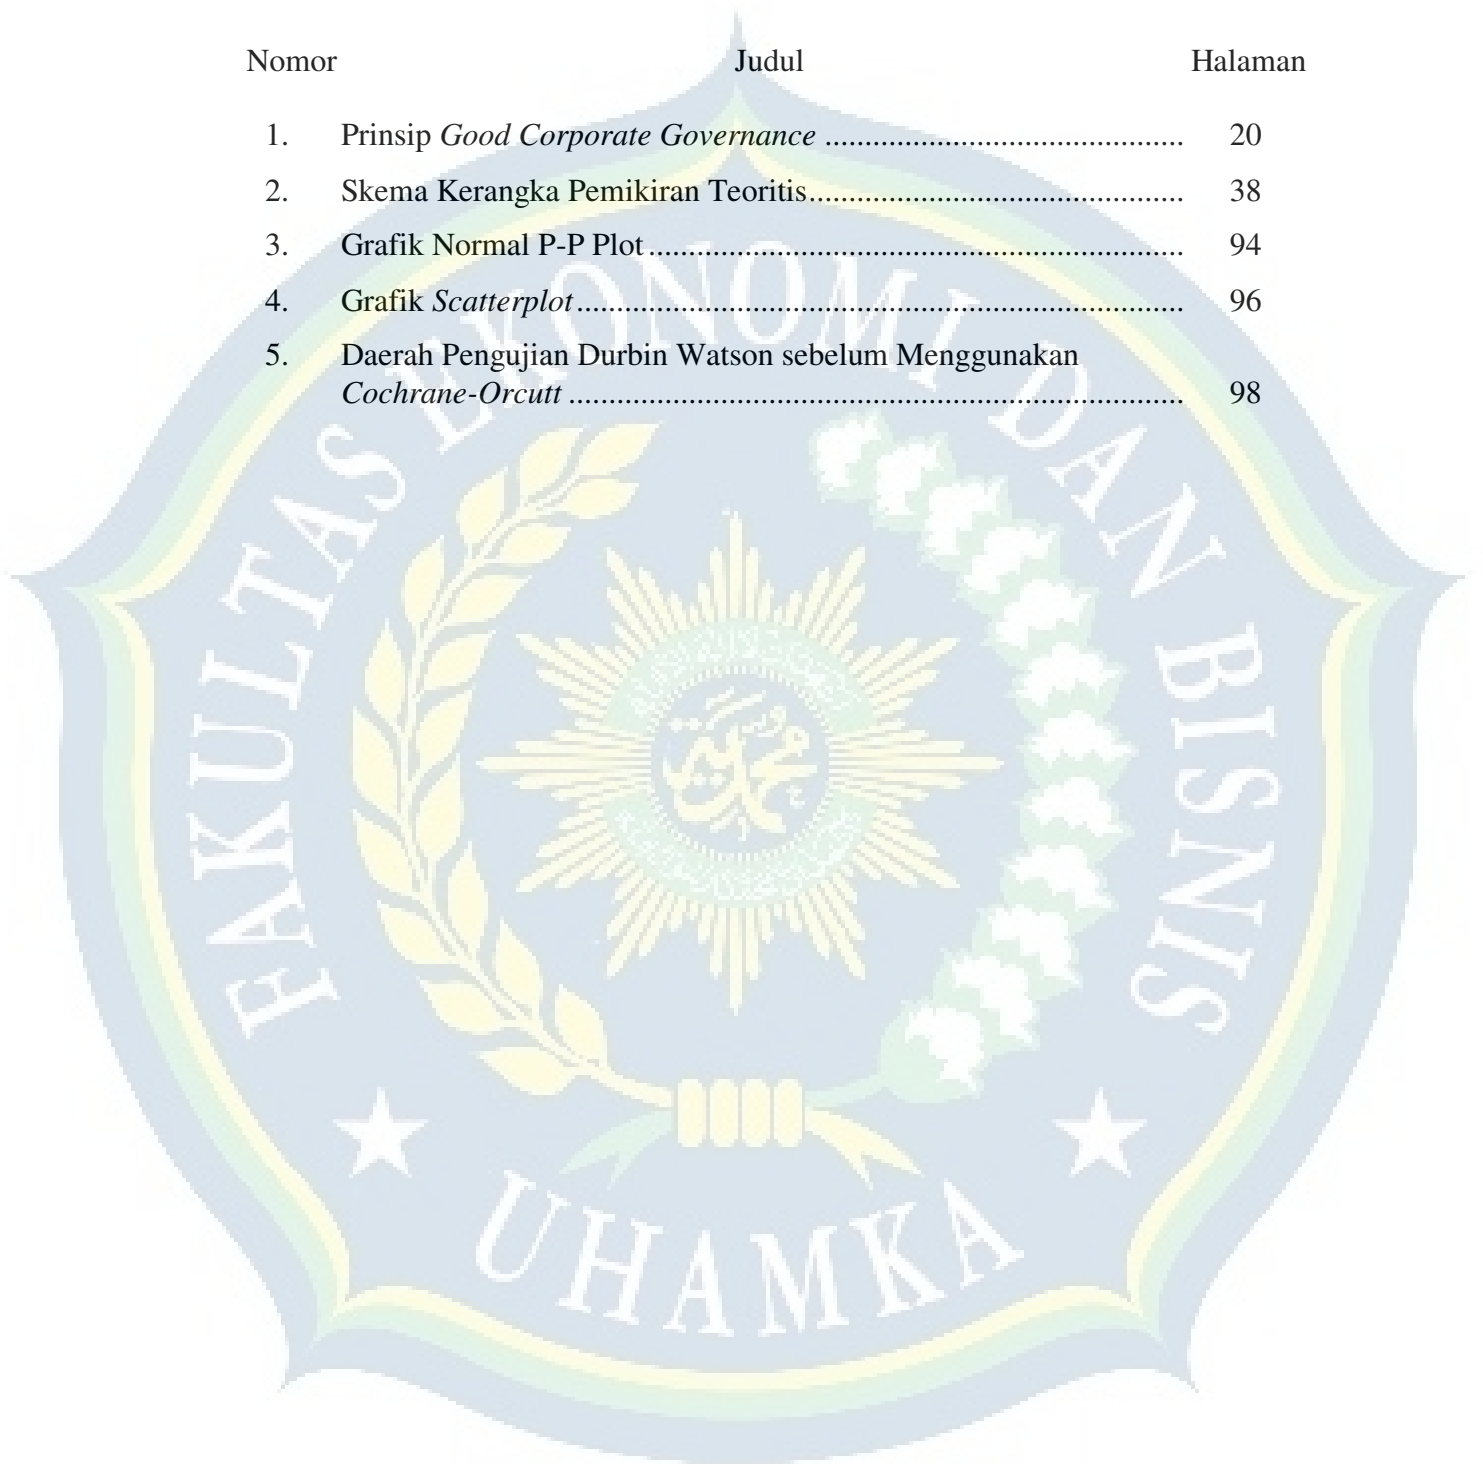 Nomor Judul Halaman
1. Prinsip Good Corporate Governance ............................................. 20
2. Skema Kerangka Pemikiran Teoritis............................................... 38
3. Grafik Normal P-P Plot................................................................... 94
4. Grafik Scatterplot............................................................................ 96
5. Daerah Pengujian Durbin Watson sebelum Menggunakan
Cochrane-Orcutt ............................................................................. 98
FAKULTAS EKONOMI DAN BISNIS
محمدية
UHAMKA